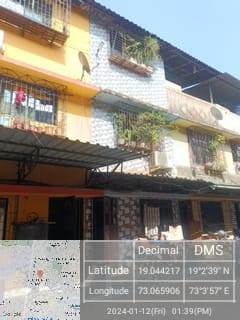 Decimal DMS
Latitude 19.044217 19°2'39" N
Longitude 73.065906 73°3'57" E
2024-01-12(Fri) 01:39(PM)